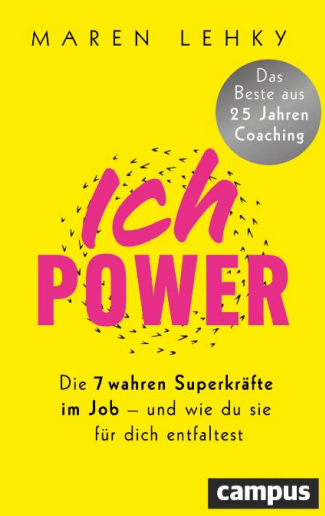 MAREN LEHKY
Das
Beste aus
25 Jahren
Coaching
Ich
POWER
Die 7 wahren Superkräfte
im Job – und wie du sie
für dich entfaltest
campus